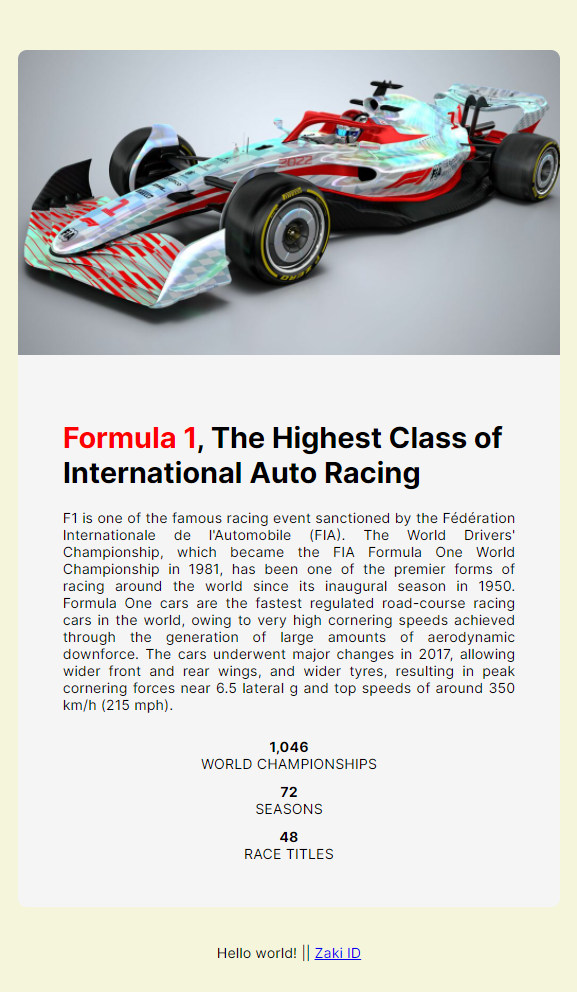 2022
PIRELLI
FIA
FIA
Formula 1, The Highest Class of
International Auto Racing
F1 is one of the famous racing event sanctioned by the Fédération
Internationale de l'Automobile (FIA). The World Drivers'
Championship, which became the FIA Formula One World
Championship in 1981, has been one of the premier forms of
racing around the world since its inaugural season in 1950.
Formula One cars are the fastest regulated road-course racing
cars in the world, owing to very high cornering speeds achieved
through the generation of large amounts of aerodynamic
downforce. The cars underwent major changes in 2017, allowing
wider front and rear wings, and wider tyres, resulting in peak
cornering forces near 6.5 lateral g and top speeds of around 350
km/h (215 mph).
1,046
WORLD CHAMPIONSHIPS
72
SEASONS
48
RACE TITLES
Hello world! || Zaki ID